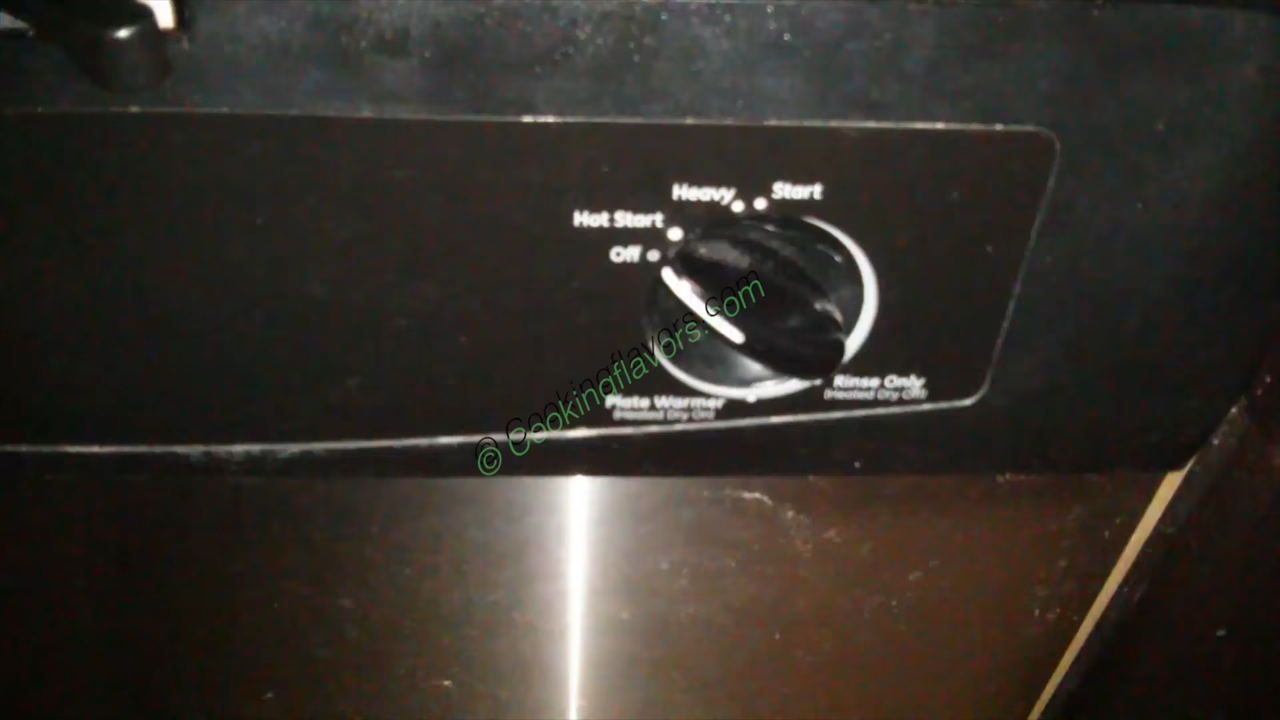 Heavy Start
Hot Start
Off
Rinse Only
(Heated Dry Off)
Plate Warmer
(Heated Dry On)
© Cookingflavors.com